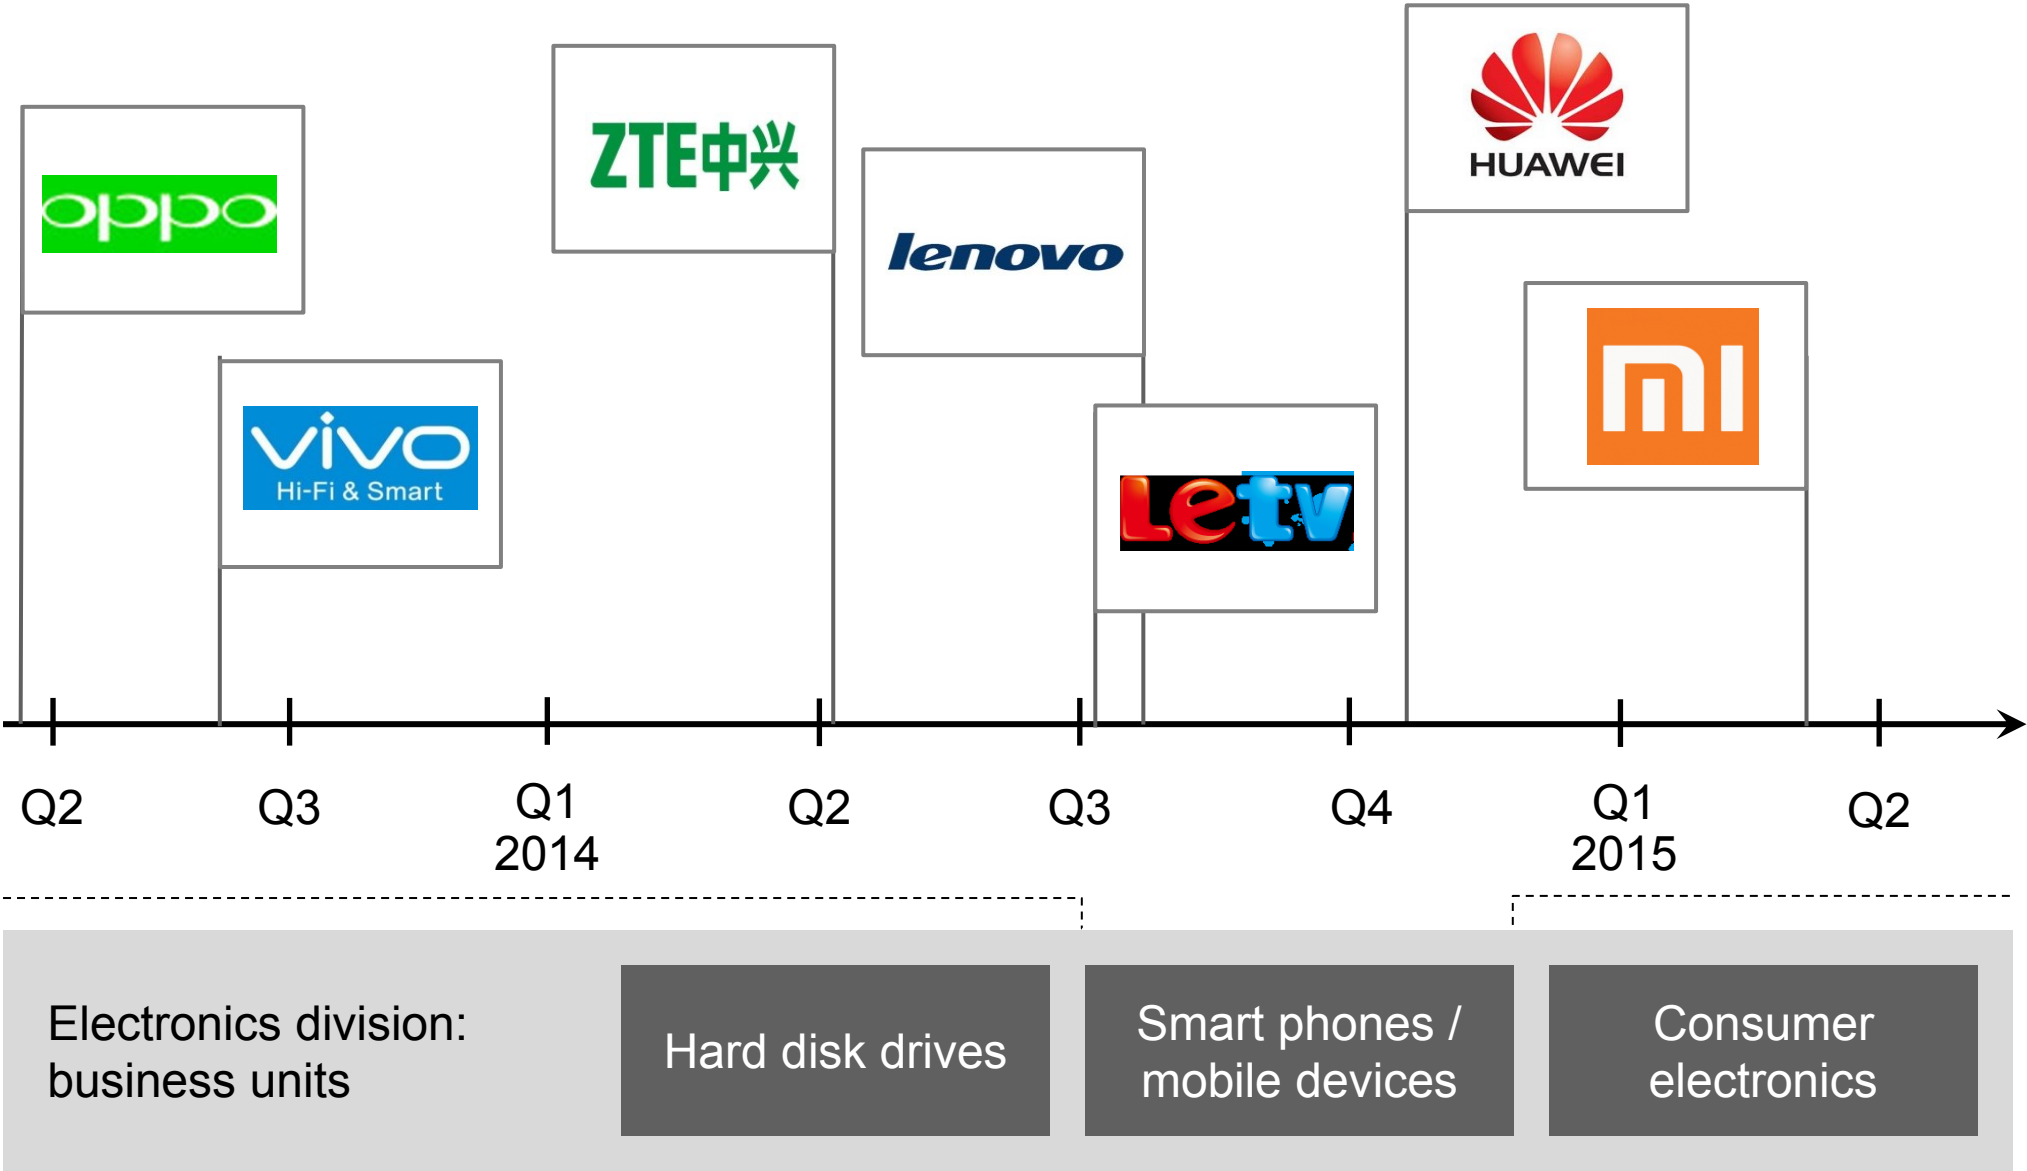 oppo
vivo
Hi-Fi & Smart
ZTE中兴
lenovo
Letv
HUAWEI
mi
Q2
Q3
Q1
2014
Q2
Q3
Q4
Q1
2015
Q2
Electronics division:
business units
Hard disk drives
Smart phones /
mobile devices
Consumer
electronics